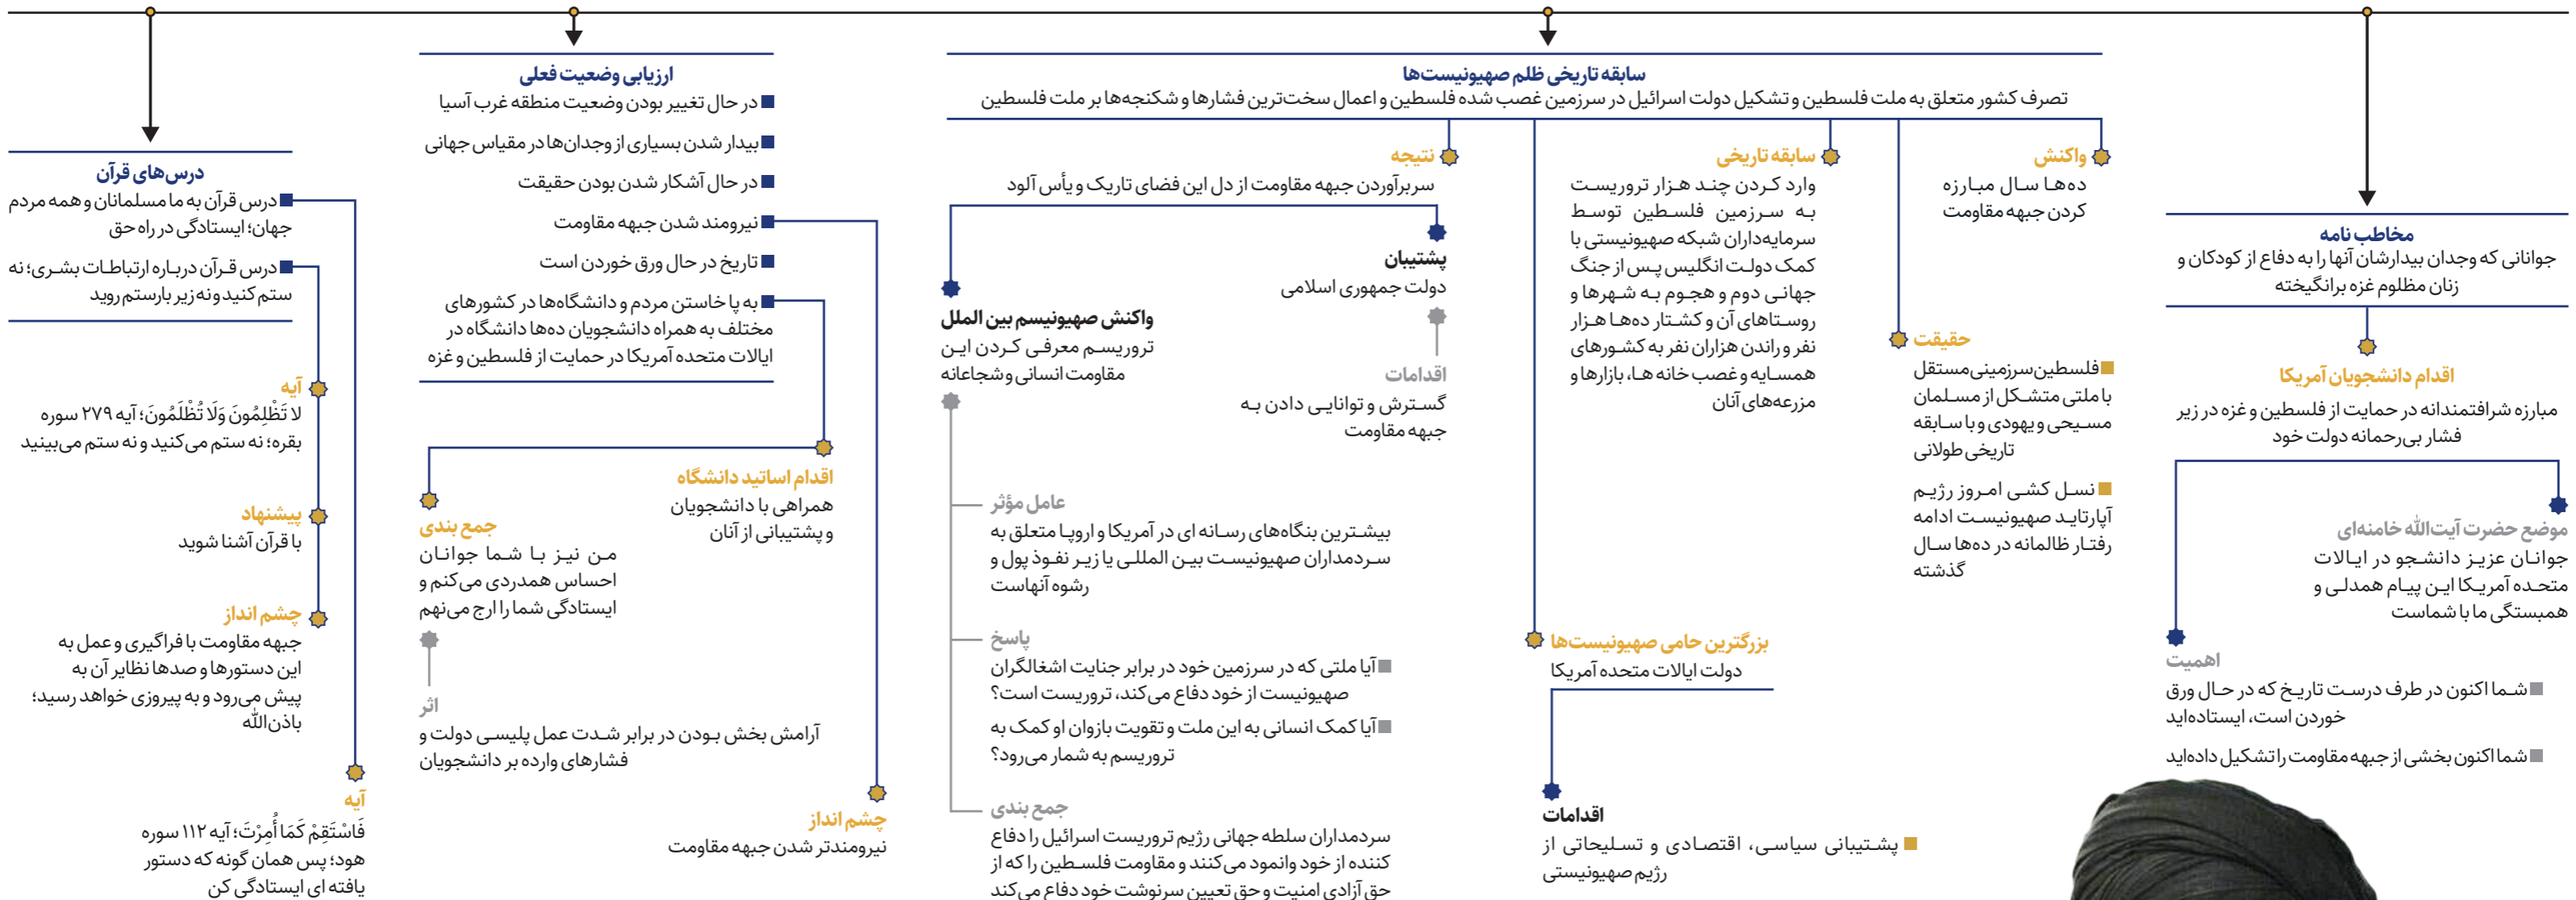 مخاطب نامه
جوانانی که وجدان بیدارشان آنها را به دفاع از کودکان و
زنان مظلوم غزه برانگیخته
اقدام دانشجویان آمریکا
مبارزه شرافتمندانه در حمایت از فلسطین و غزه در زیر
فشار بی‌رحمانه دولت خود
موضع حضرت آیت‌الله خامنه‌ای
جوانان عزیز دانشجو در ایالات
متحده آمریکا این پیام همدلی و
همبستگی ما با شماست
اهمیت
شما اکنون در طرف درست تاریخ که در حال ورق
خوردن است، ایستاده‌اید
شما اکنون بخشی از جبهه مقاومت را تشکیل داده‌اید
سابقه تاریخی ظلم صهیونیست‌ها
تصرف کشور متعلق به ملت فلسطین و تشکیل دولت اسرائیل در سرزمین غصب شده فلسطین و اعمال سخت‌ترین فشارها و شکنجه‌ها بر ملت فلسطین
واکنش
ده‌ها سال مبارزه
کردن جبهه مقاومت
حقیقت
فلسطین سرزمینی مستقل
با ملتی متشکل از مسلمان
مسیحی و یهودی و با سابقه
تاریخی طولانی
نسل کشی امروز رژیم
آپارتاید صهیونیست ادامه
رفتار ظالمانه در ده‌ها سال
گذشته
سابقه تاریخی
وارد کردن چند هزار تروریست
به سرزمین فلسطین توسط
سرمایه‌داران شبکه صهیونیستی با
کمک دولت انگلیس پس از جنگ
جهانی دوم و هجوم به شهرها و
روستاهای آن و کشتار ده‌ها هزار
نفر و راندن هزاران نفر به کشورهای
همسایه و غصب خانه ها، بازارها و
مزرعه‌های آنان
بزرگترین حامی صهیونیست‌ها
دولت ایالات متحده آمریکا
اقدامات
پشتیبانی سیاسی، اقتصادی و تسلیحاتی از
رژیم صهیونیستی
نتیجه
سربرآوردن جبهه مقاومت از دل این فضای تاریک و یأس آلود
پشتیبان
دولت جمهوری اسلامی
اقدامات
گسترش و توانایی دادن به
جبهه مقاومت
واکنش صهیونیسم بین الملل
تروریسم معرفی کردن این
مقاومت انسانی و شجاعانه
عامل مؤثر
بیشترین بنگاه‌های رسانه ای در آمریکا و اروپا متعلق به
سردمداران صهیونیست بین المللی یا زیر نفوذ پول و
رشوه آنهاست
پاسخ
آیا ملتی که در سرزمین خود در برابر جنایت اشغالگران
صهیونیست از خود دفاع می‌کند، تروریست است؟
آیا کمک انسانی به این ملت و تقویت بازوان او کمک به
تروریسم به شمار می‌رود؟
جمع بندی
سردمداران سلطه جهانی رژیم تروریست اسرائیل را دفاع
کننده از خود وانمود می‌کنند و مقاومت فلسطین را که از
حق آزادی امنیت و حق تعیین سرنوشت خود دفاع می‌کند
ارزیابی وضعیت فعلی
در حال تغییر بودن وضعیت منطقه غرب آسیا
بیدار شدن بسیاری از وجدان‌ها در مقیاس جهانی
در حال آشکار شدن بودن حقیقت
نیرومند شدن جبهه مقاومت
تاریخ در حال ورق خوردن است
به پا خاستن مردم و دانشگاه‌ها در کشورهای
مختلف به همراه دانشجویان ده‌ها دانشگاه در
ایالات متحده آمریکا در حمایت از فلسطین و غزه
اقدام اساتید دانشگاه
همراهی با دانشجویان
و پشتیبانی از آنان
جمع بندی
من نیز با شما جوانان
احساس همدردی می‌کنم و
ایستادگی شما را ارج می‌نهم
اثر
آرامش بخش بودن در برابر شدت عمل پلیسی دولت و
فشارهای وارده بر دانشجویان
چشم انداز
نیرومندتر شدن جبهه مقاومت
درس‌های قرآن
درس قرآن به ما مسلمانان و همه مردم
جهان؛ ایستادگی در راه حق
درس قرآن درباره ارتباطات بشری؛ نه
ستم کنید و نه زیر بار ستم روید
آیه
لا تَظْلِمُونَ وَلَا تُظْلَمُونَ؛ آیه ۲۷۹ سوره
بقره؛ نه ستم می‌کنید و نه ستم می‌بینید
پیشنهاد
با قرآن آشنا شوید
چشم انداز
جبهه مقاومت با فراگیری و عمل به
این دستورها و صدها نظایر آن به
پیش می‌رود و به پیروزی خواهد رسید؛
باذن‌الله
آیه
فَاسْتَقِمْ كَمَا أُمِرْتَ؛ آیه ۱۱۲ سوره
هود؛ پس همان گونه که دستور
یافته ای ایستادگی کن